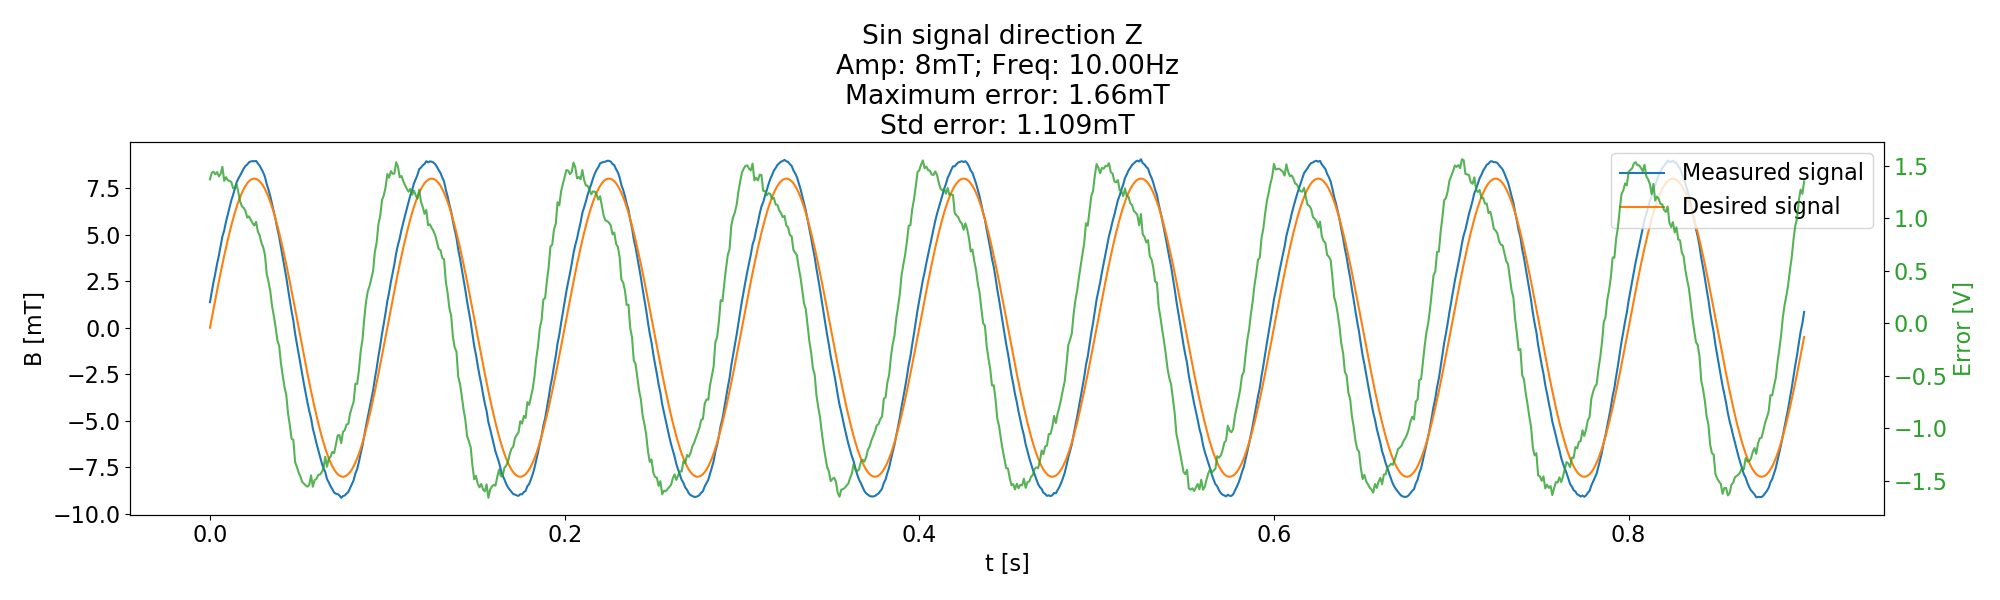 Sin signal direction Z
Amp: 8mT; Freq: 10.00Hz
Maximum error: 1.66mT
Std error: 1.109mT
Measured signal
Desired signal
B [mT]
7.5
5.0
2.5
0.0
−2.5
−5.0
−7.5
−10.0
1.5
1.0
0.5
0.0
−0.5
−1.0
−1.5
Error [V]
0.0 0.2 0.4 0.6 0.8
t [s]